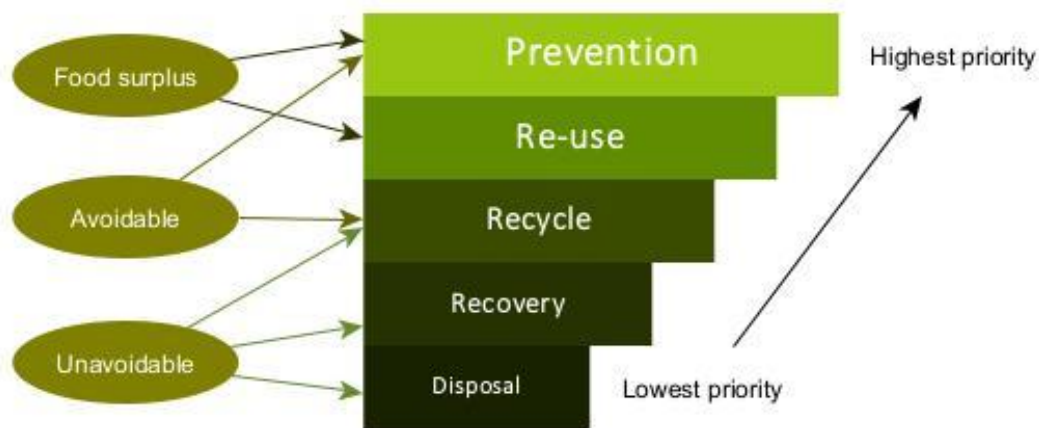 Prevention
Food surplus
Highest priority
Re-use
Avoidable
Recycle
Recovery
Unavoidable
Disposal
Lowest priority